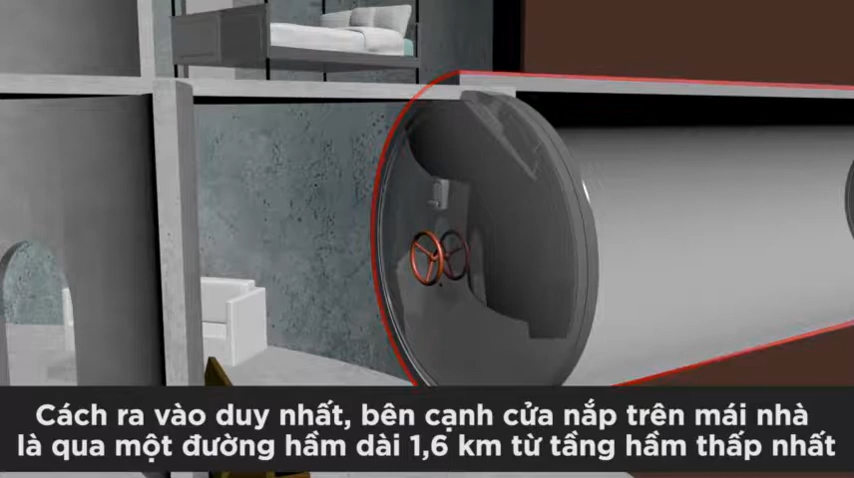 Cách ra vào duy nhất, bên cạnh cửa nắp trên mái nhà
là qua một đường hầm dài 1,6 km từ tầng hầm thấp nhất